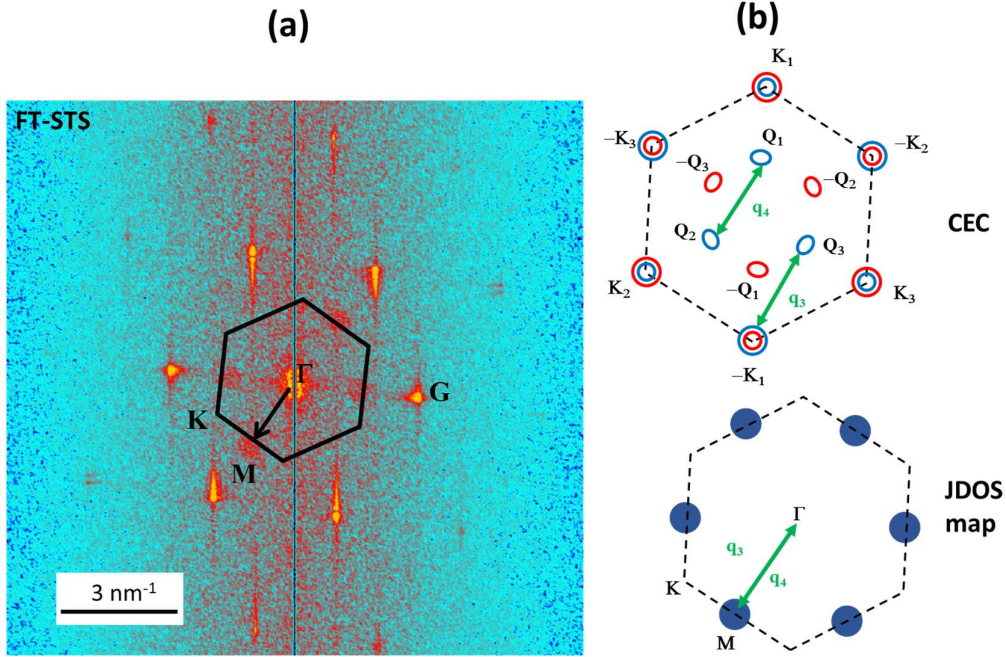 (a)
FT-STS
Γ
G
K
M
3 nm⁻¹
(b)
K₁
–K₃
–K₂
Q₁
–Q₃
–Q₂
q₄
Q₂
Q₃
–Q₁
q₃
K₂
K₃
–K₁
CEC
Γ
q₃
q₄
K
M
JDOS
map